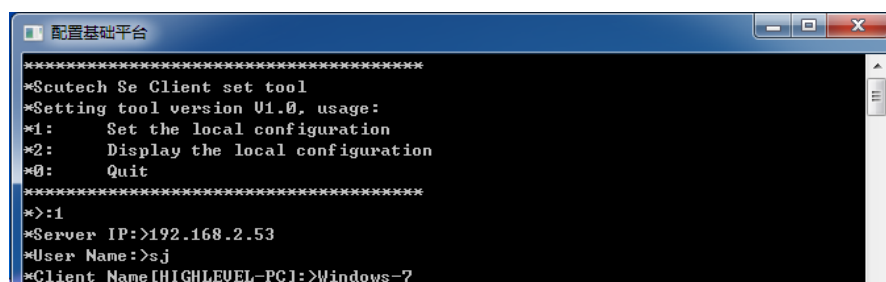 配置基础平台
***************************************
*Scutech Se Client set tool
*Setting tool version V1.0, usage:
*1:     Set the local configuration
*2:     Display the local configuration
*0:     Quit
***************************************
*>:1
*Server IP:>192.168.2.53
*User Name:>sj
*Client Name[HIGHLEVEL-PC]:>Windows-7